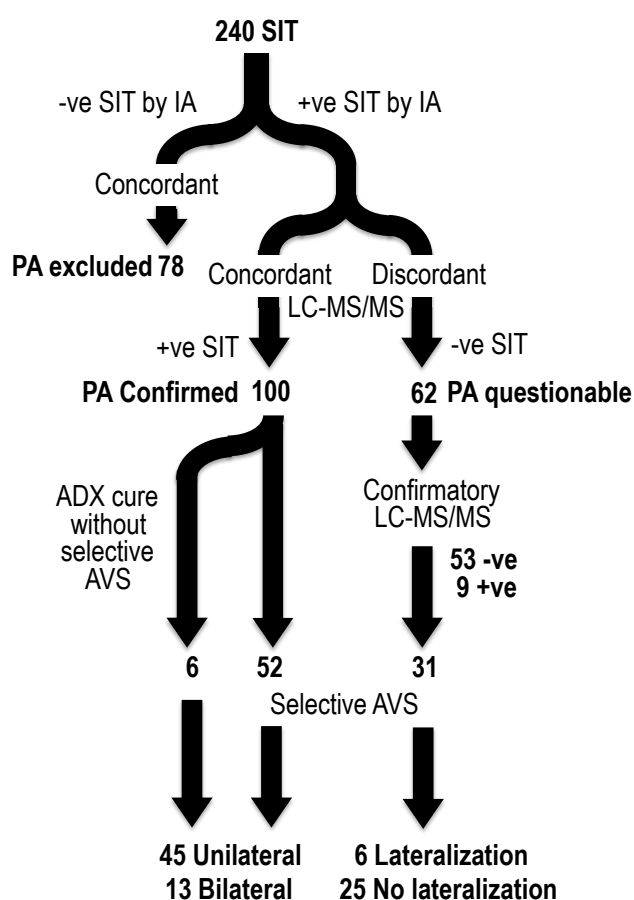 240 SIT
-ve SIT by IA
+ve SIT by IA
Concordant
PA excluded 78
Concordant
Discordant
LC-MS/MS
+ve SIT
-ve SIT
PA Confirmed 100
62 PA questionable
ADX cure
without
selective
AVS
Confirmatory
LC-MS/MS
53 -ve
9 +ve
6
52
31
Selective AVS
45 Unilateral
13 Bilateral
6 Lateralization
25 No lateralization